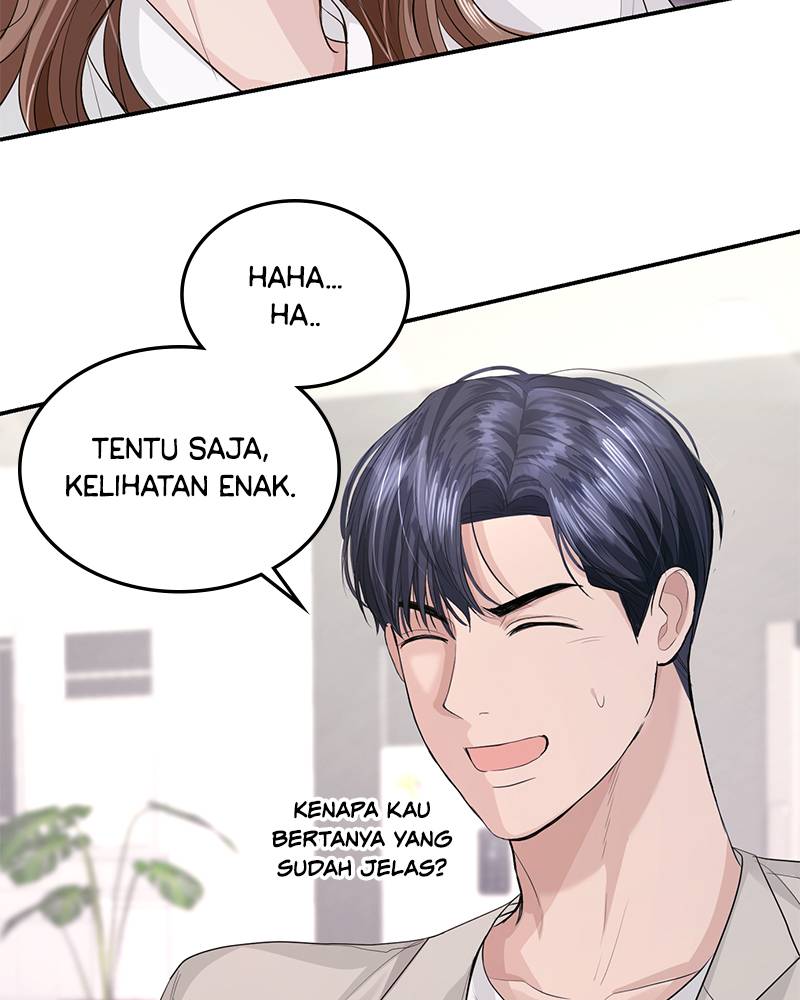 HAHA...
HA..
TENTU SAJA,
KELIHATAN ENAK.
KENAPA KAU
BERTANYA YANG
SUDAH JELAS?